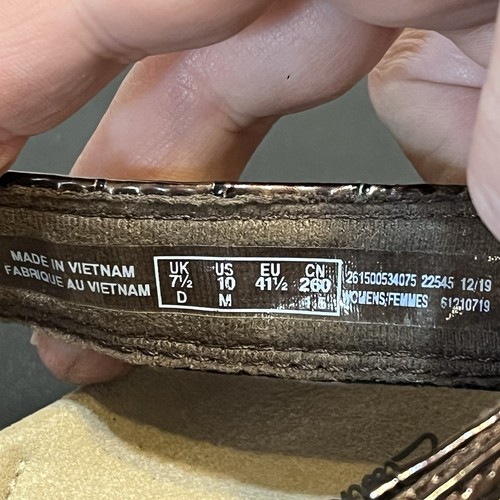 MADE IN VIETNAM
FABRIQUE AU VIETNAM
UK US EU CN
7½ 10 41½ 260
D M
261500534075 22545 12/19
WOMENS/FEMMES 61210719